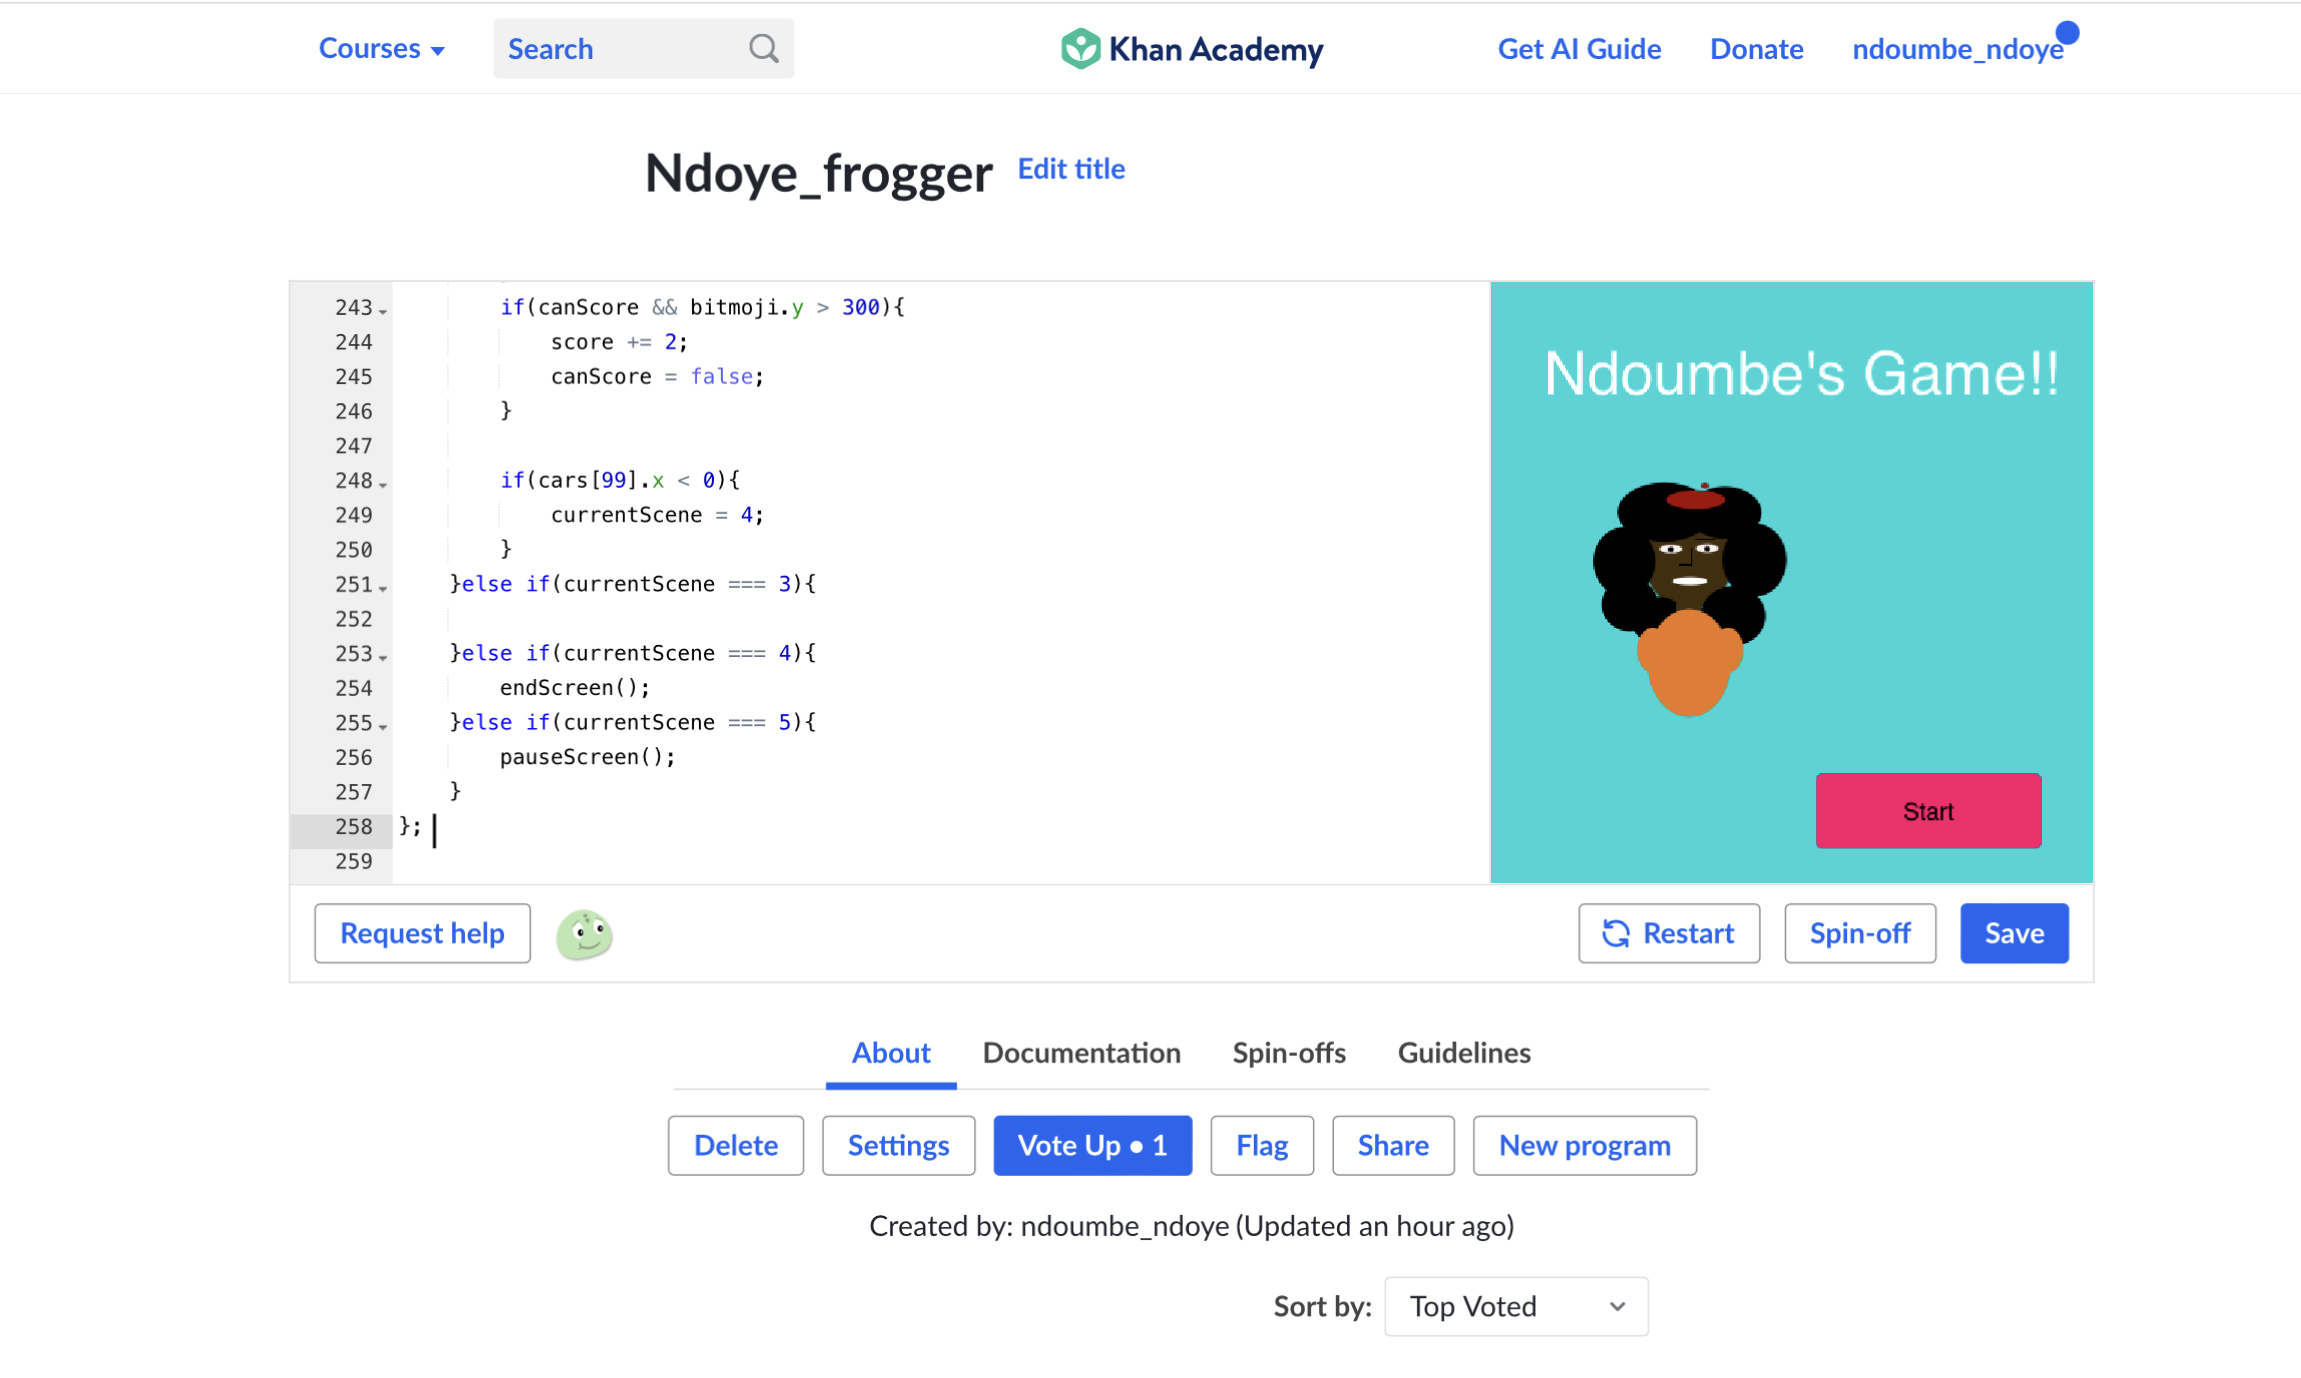 Courses
Search
Khan Academy
Get AI Guide
Donate
ndoumbe_ndoye
Ndoye_frogger
Edit title
243 if(canScore && bitmoji.y > 300){
244 score += 2;
245 canScore = false;
246 }
247
248 if(cars[99].x < 0){
249 currentScene = 4;
250 }
251 }else if(currentScene === 3){
252
253 }else if(currentScene === 4){
254 endScreen();
255 }else if(currentScene === 5){
256 pauseScreen();
257 }
258 };
259
Ndoumbe's Game!!
Start
Request help
Restart
Spin-off
Save
About
Documentation
Spin-offs
Guidelines
Delete
Settings
Vote Up • 1
Flag
Share
New program
Created by: ndoumbe_ndoye (Updated an hour ago)
Sort by: Top Voted